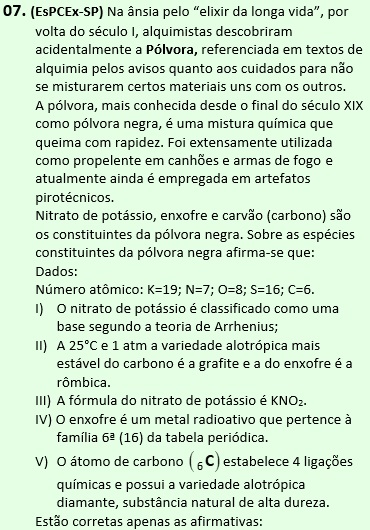 07. (EsPCEx-SP) Na ânsia pelo “elixir da longa vida”, por
volta do século I, alquimistas descobriram
acidentalmente a Pólvora, referenciada em textos de
alquimia pelos avisos quanto aos cuidados para não
se misturarem certos materiais uns com os outros.
A pólvora, mais conhecida desde o final do século XIX
como pólvora negra, é uma mistura química que
queima com rapidez. Foi extensamente utilizada
como propelente em canhões e armas de fogo e
atualmente ainda é empregada em artefatos
pirotécnicos.
Nitrato de potássio, enxofre e carvão (carbono) são
os constituintes da pólvora negra. Sobre as espécies
constituintes da pólvora negra afirma-se que:
Dados:
Número atômico: K=19; N=7; O=8; S=16; C=6.
I) O nitrato de potássio é classificado como uma
base segundo a teoria de Arrhenius;
II) A 25°C e 1 atm a variedade alotrópica mais
estável do carbono é a grafite e a do enxofre é a
rômbica.
III) A fórmula do nitrato de potássio é KNO₂.
IV) O enxofre é um metal radioativo que pertence à
família 6ª (16) da tabela periódica.
V) O átomo de carbono (₆C) estabelece 4 ligações
químicas e possui a variedade alotrópica
diamante, substância natural de alta dureza.
Estão corretas apenas as afirmativas: